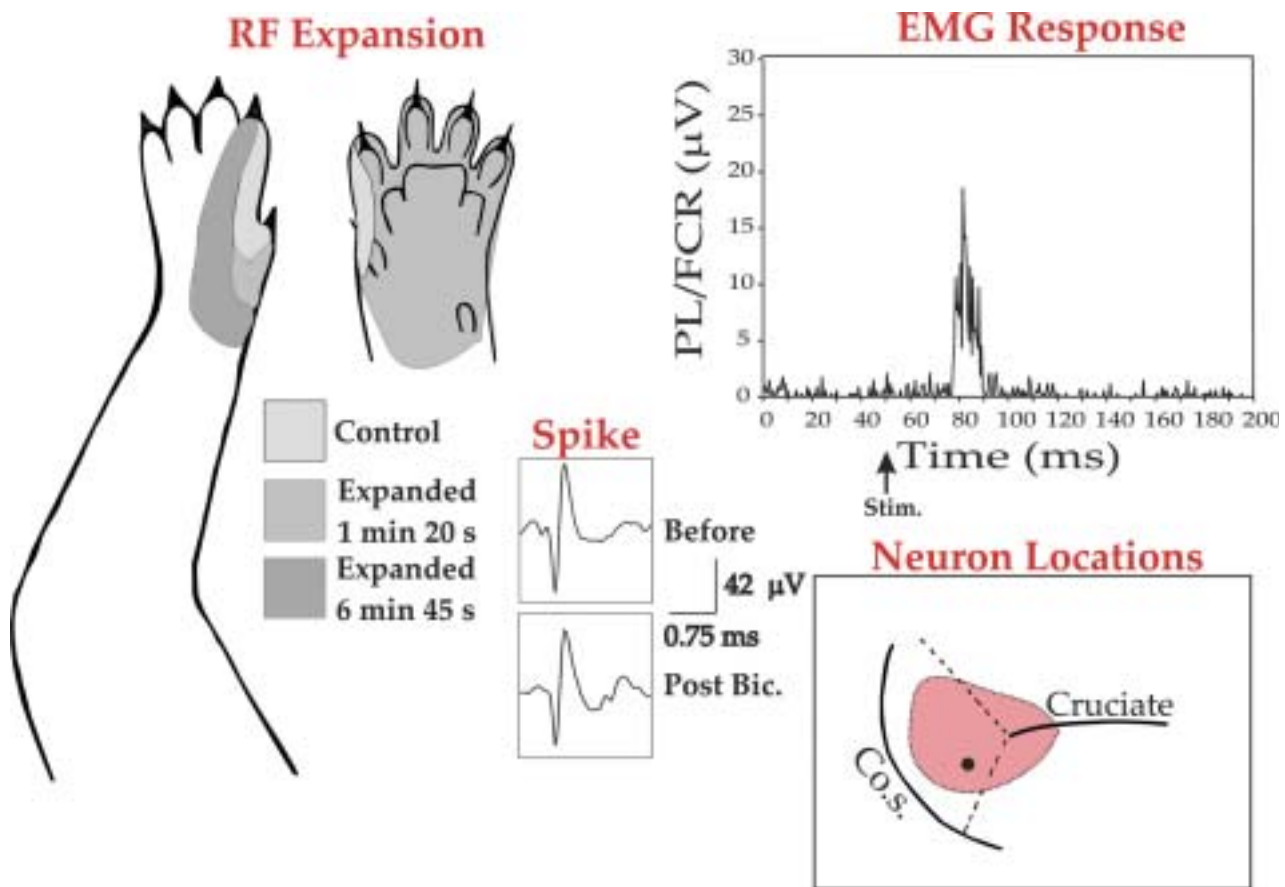 RF Expansion
Control
Expanded
1 min 20 s
Expanded
6 min 45 s
Spike
Before
42 μV
0.75 ms
Post Bic.
EMG Response
PL/FCR (μV)
30
25
20
15
10
5
0
0 20 40 60 80 100 120 140 160 180 200
Time (ms)
Stim.
Neuron Locations
Cruciate
Co.s.